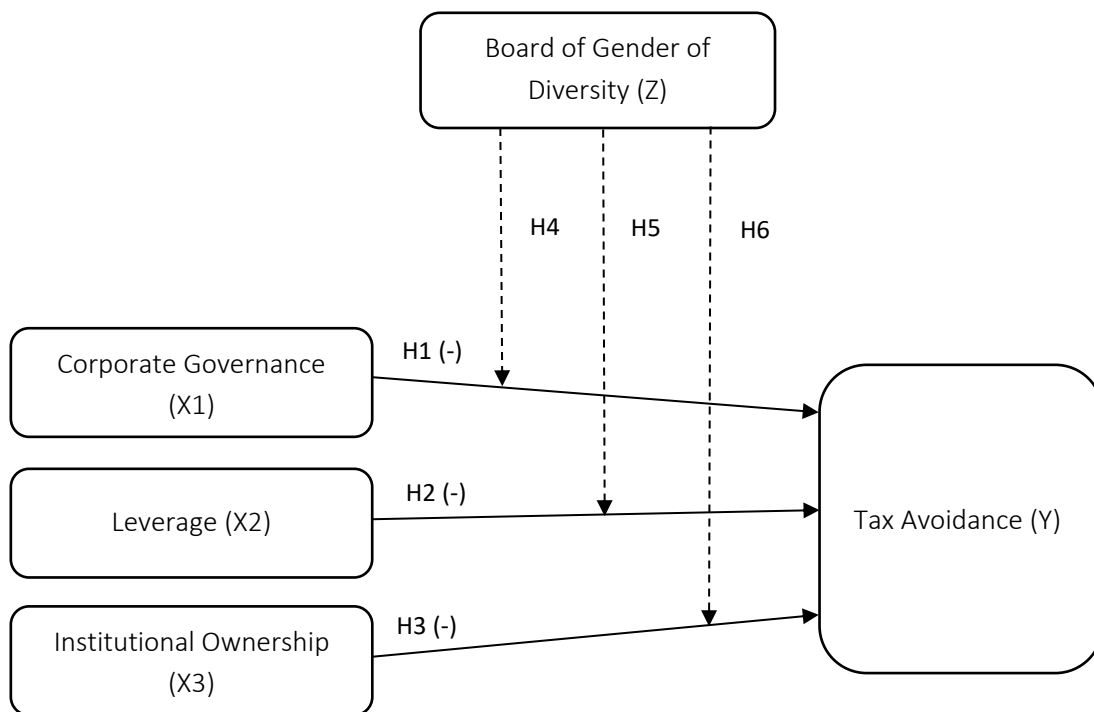 Board of Gender of
Diversity (Z)
H4
H5
H6
H1 (-)
Corporate Governance
(X1)
H2 (-)
Leverage (X2)
Tax Avoidance (Y)
H3 (-)
Institutional Ownership
(X3)